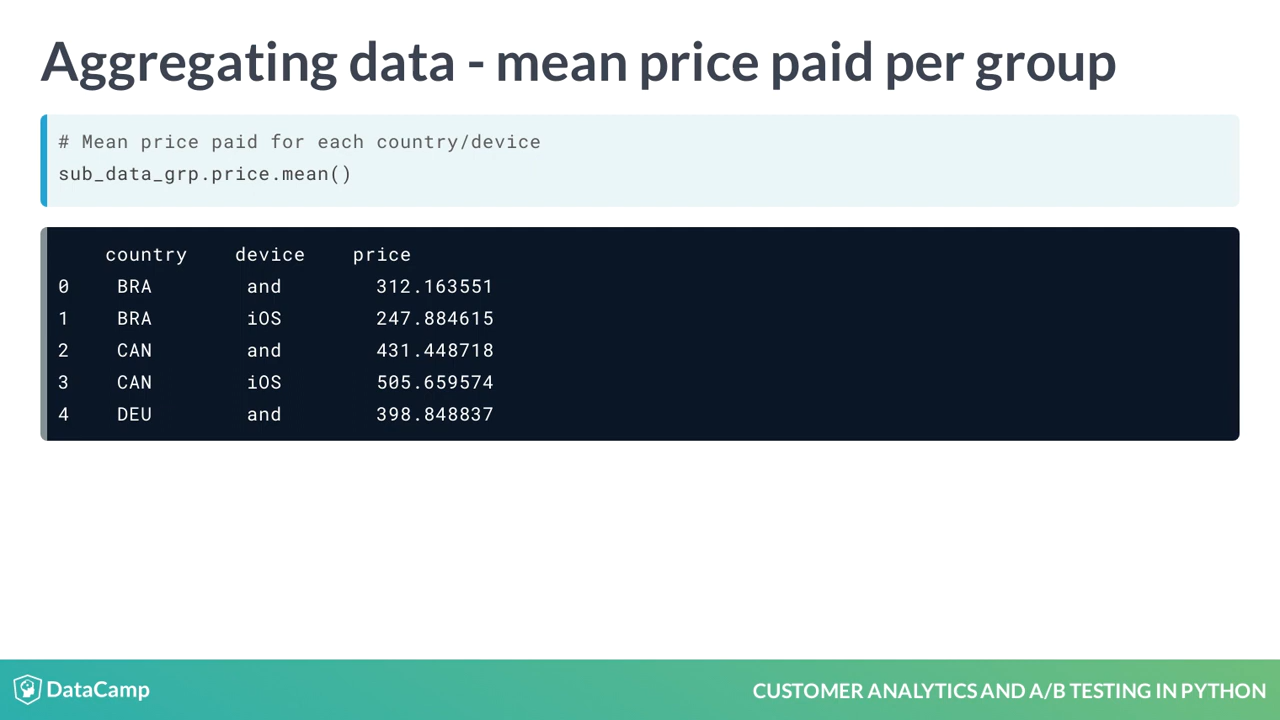 Aggregating data - mean price paid per group
# Mean price paid for each country/device
sub_data_grp.price.mean()
country device price
0 BRA and 312.163551
1 BRA iOS 247.884615
2 CAN and 431.448718
3 CAN iOS 505.659574
4 DEU and 398.848837
DataCamp
CUSTOMER ANALYTICS AND A/B TESTING IN PYTHON